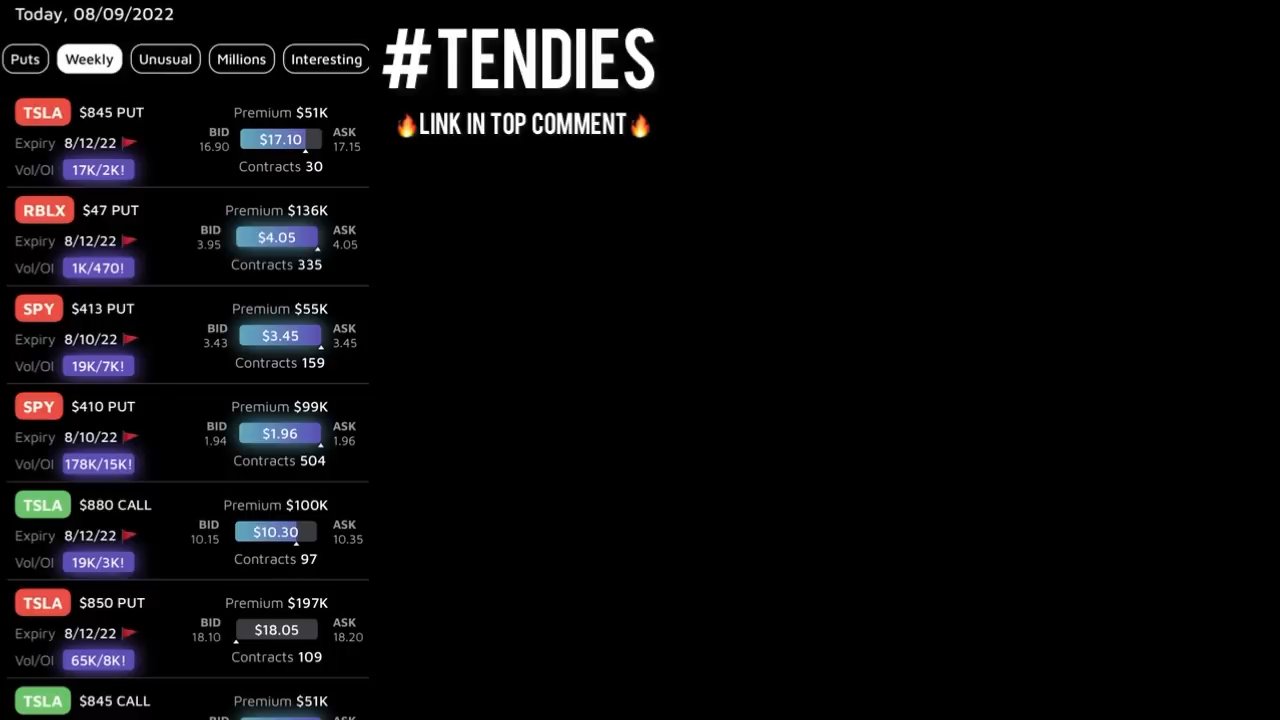 Today, 08/09/2022
Puts Weekly Unusual Millions Interesting
#TENDIES
🔥LINK IN TOP COMMENT🔥
TSLA $845 PUT Premium $51K
Expiry 8/12/22 BID 16.90 $17.10 ASK 17.15
Vol/OI 17K/2K! Contracts 30
RBLX $47 PUT Premium $136K
Expiry 8/12/22 BID 3.95 $4.05 ASK 4.05
Vol/OI 1K/470! Contracts 335
SPY $413 PUT Premium $55K
Expiry 8/10/22 BID 3.43 $3.45 ASK 3.45
Vol/OI 19K/7K! Contracts 159
SPY $410 PUT Premium $99K
Expiry 8/10/22 BID 1.94 $1.96 ASK 1.96
Vol/OI 178K/15K! Contracts 504
TSLA $880 CALL Premium $100K
Expiry 8/12/22 BID 10.15 $10.30 ASK 10.35
Vol/OI 19K/3K! Contracts 97
TSLA $850 PUT Premium $197K
Expiry 8/12/22 BID 18.10 $18.05 ASK 18.20
Vol/OI 65K/8K! Contracts 109
TSLA $845 CALL Premium $51K
BID ASK